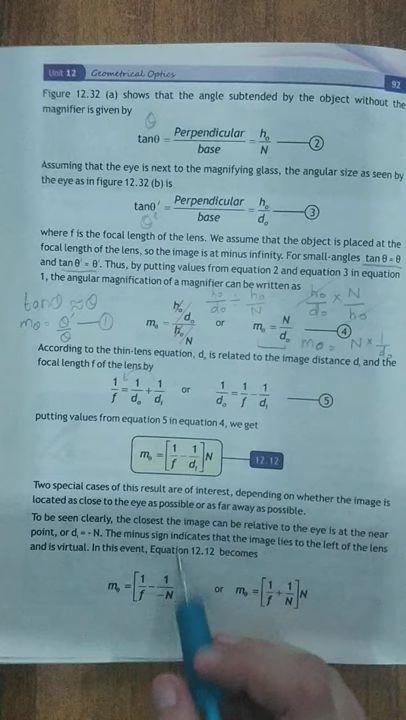 Unit 12 Geometrical Optics
92
Figure 12.32 (a) shows that the angle subtended by the object without the
magnifier is given by
θ
tanθ = Perpendicular / base = h₀ / N ——②
Assuming that the eye is next to the magnifying glass, the angular size as seen by
the eye as in figure 12.32 (b) is
tanθ' = Perpendicular / base = h₀ / d₀ ——③
θ'
where f is the focal length of the lens. We assume that the object is placed at the
focal length of the lens, so the image is at minus infinity. For small-angles tan θ = θ
and tan θ' = θ'. Thus, by putting values from equation 2 and equation 3 in equation
1, the angular magnification of a magnifier can be written as
h₀/d₀ ÷ h₀/N
h₀/d₀ × N/h₀
tanθ ≈ θ
mθ = θ'/θ —①
mθ = (h₀/d₀) / (h₀/N) or mθ = N/d₀ ——④
mθ = N × 1/d₀
According to the thin-lens equation, d₀ is related to the image distance dᵢ and the
focal length f of the lens by
1/f = 1/d₀ + 1/dᵢ or 1/d₀ = 1/f - 1/dᵢ ——⑤
putting values from equation 5 in equation 4, we get
mθ = [1/f - 1/dᵢ]N —— 12.12
Two special cases of this result are of interest, depending on whether the image is
located as close to the eye as possible or as far away as possible.
To be seen clearly, the closest the image can be relative to the eye is at the near
point, or dᵢ = - N. The minus sign indicates that the image lies to the left of the lens
and is virtual. In this event, Equation 12.12 becomes
mθ = [1/f - 1/-N] or mθ = [1/f + 1/N]N